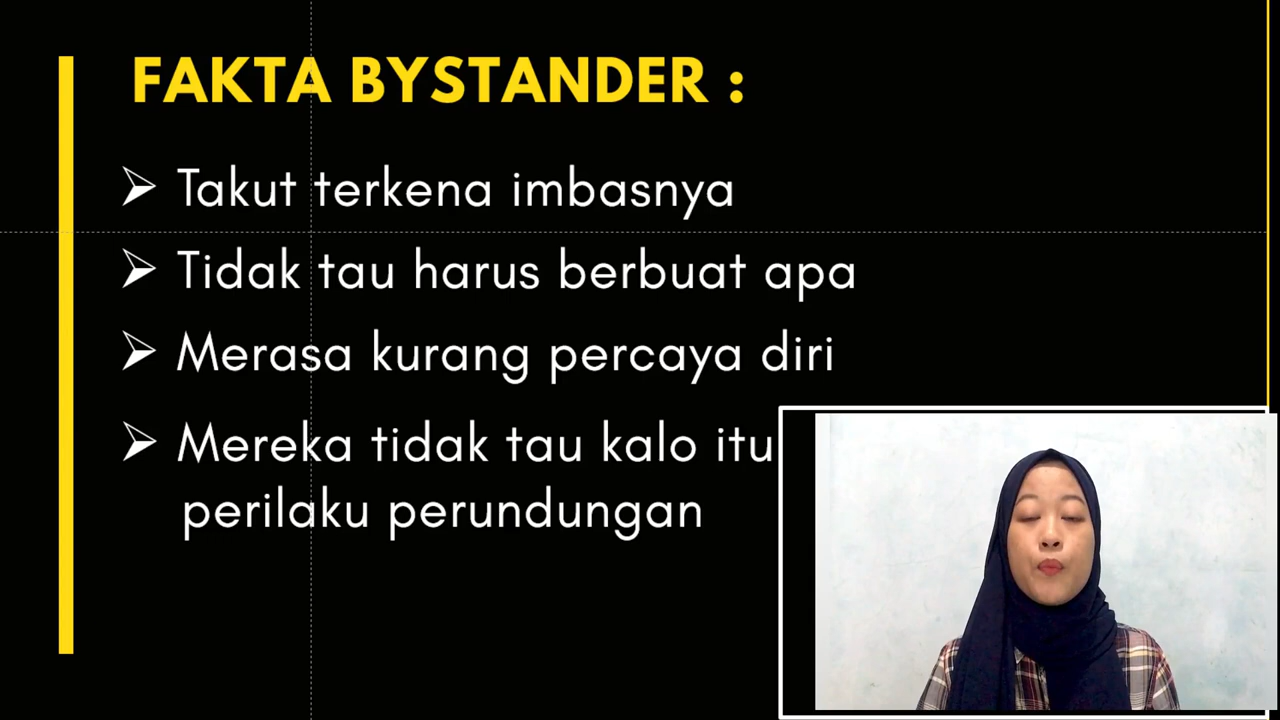 FAKTA BYSTANDER :
Takut terkena imbasnya
Tidak tau harus berbuat apa
Merasa kurang percaya diri
Mereka tidak tau kalo itu
perilaku perundungan